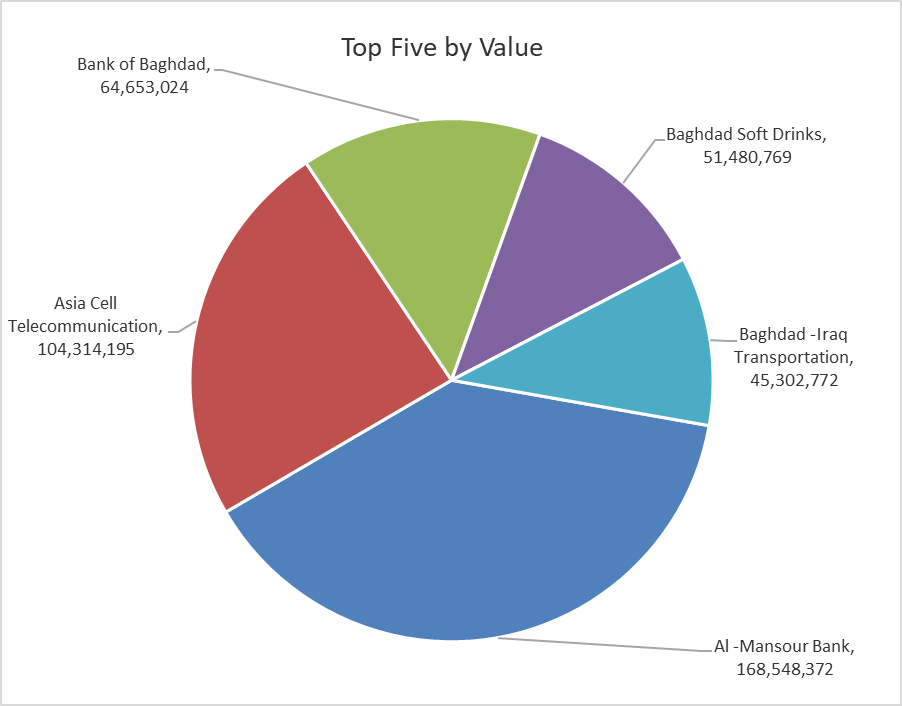 Top Five by Value
Bank of Baghdad,
64,653,024
Baghdad Soft Drinks,
51,480,769
Asia Cell
Telecommunication,
104,314,195
Baghdad -Iraq
Transportation,
45,302,772
Al -Mansour Bank,
168,548,372